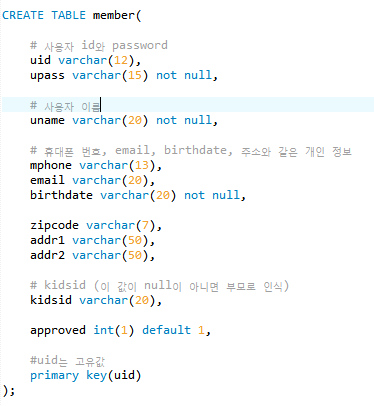 CREATE TABLE member(
# 사용자 id와 password
uid varchar(12),
upass varchar(15) not null,
# 사용자 이름
uname varchar(20) not null,
# 휴대폰 번호, email, birthdate, 주소와 같은 개인 정보
mphone varchar(13),
email varchar(20),
birthdate varchar(20) not null,
zipcode varchar(7),
addr1 varchar(50),
addr2 varchar(50),
# kidsid (이 값이 null이 아니면 부모로 인식)
kidsid varchar(20),
approved int(1) default 1,
#uid는 고유값
primary key(uid)
);